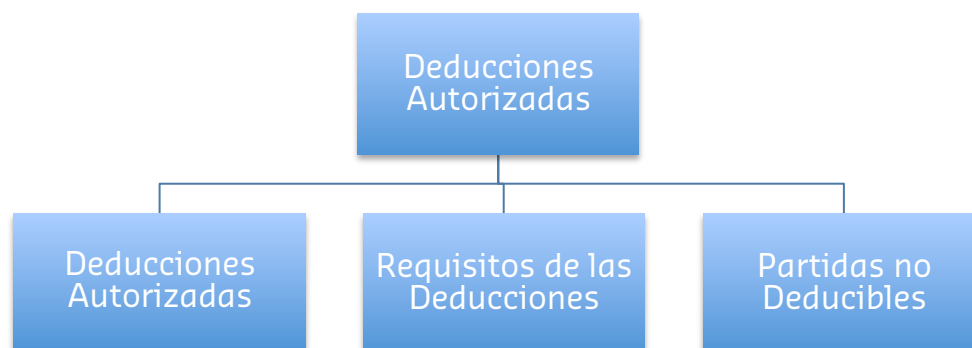 Deducciones
Autorizadas
Deducciones
Autorizadas
Requisitos de las
Deducciones
Partidas no
Deducibles